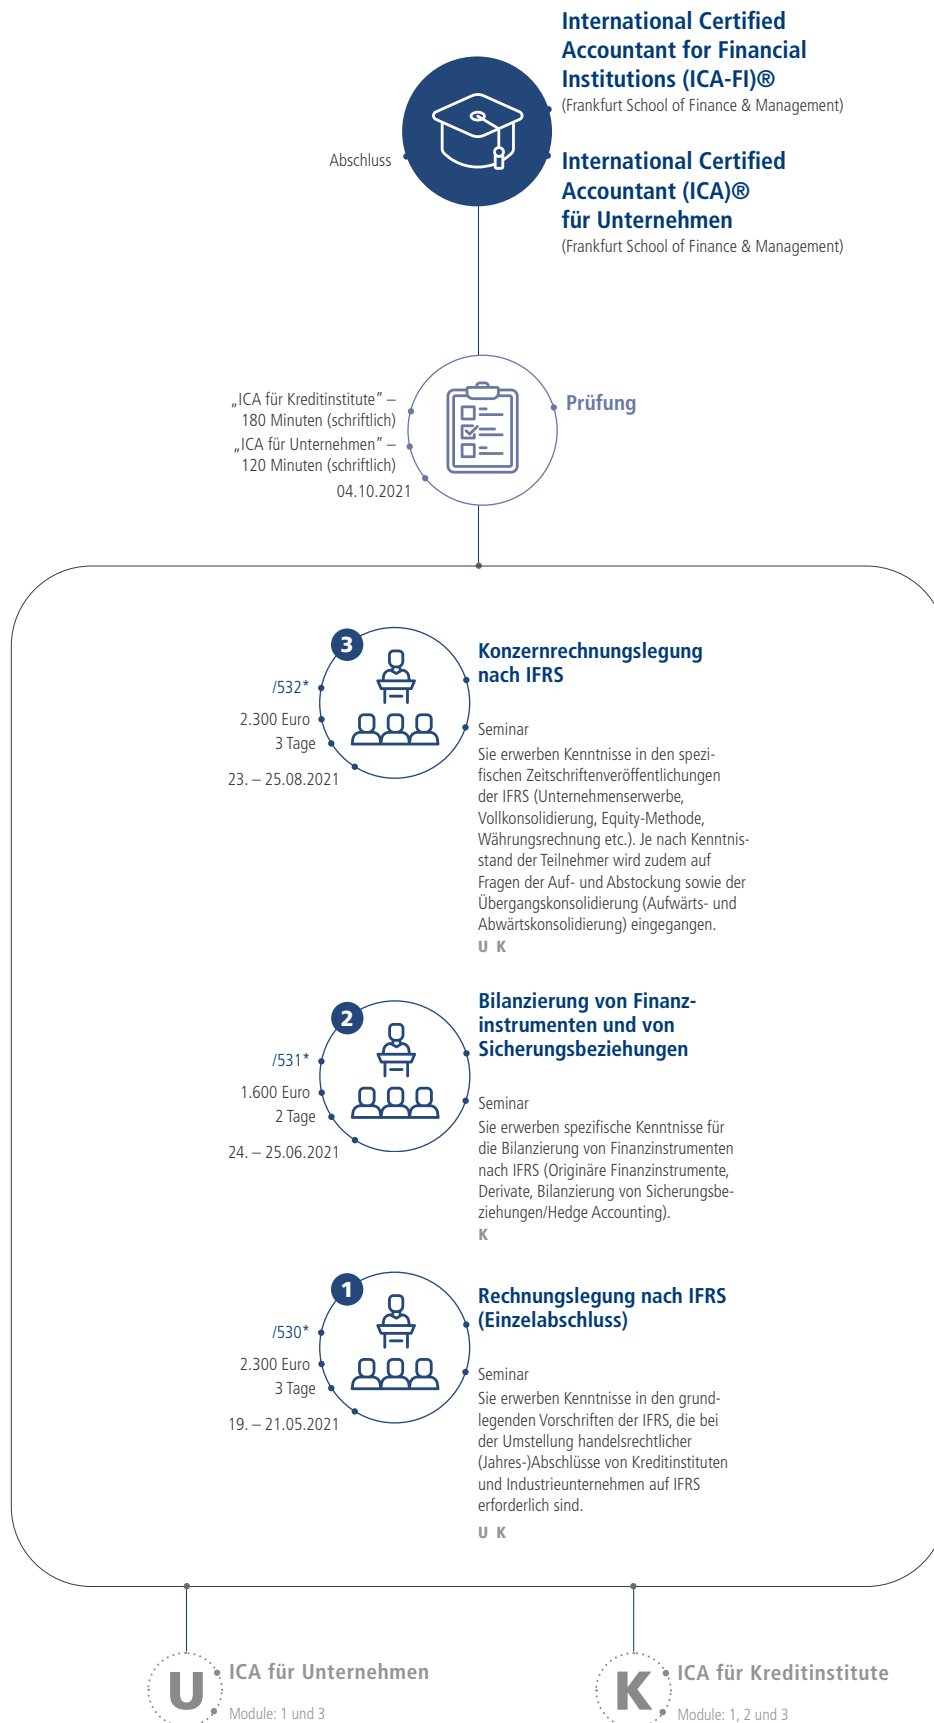 International Certified
Accountant for Financial
Institutions (ICA-FI)®
(Frankfurt School of Finance & Management)
Abschluss
International Certified
Accountant (ICA)®
für Unternehmen
(Frankfurt School of Finance & Management)
„ICA für Kreditinstitute” –
180 Minuten (schriftlich)
„ICA für Unternehmen” –
120 Minuten (schriftlich)
04.10.2021
Prüfung
3
/532*
2.300 Euro
3 Tage
23. – 25.08.2021
Konzernrechnungslegung
nach IFRS
Seminar
Sie erwerben Kenntnisse in den spezi-
fischen Zeitschriftenveröffentlichungen
der IFRS (Unternehmenserwerbe,
Vollkonsolidierung, Equity-Methode,
Währungsrechnung etc.). Je nach Kenntnis-
stand der Teilnehmer wird zudem auf
Fragen der Auf- und Abstockung sowie der
Übergangskonsolidierung (Aufwärts- und
Abwärtskonsolidierung) eingegangen.
U K
2
/531*
1.600 Euro
2 Tage
24. – 25.06.2021
Bilanzierung von Finanz-
instrumenten und von
Sicherungsbeziehungen
Seminar
Sie erwerben spezifische Kenntnisse für
die Bilanzierung von Finanzinstrumenten
nach IFRS (Originäre Finanzinstrumente,
Derivate, Bilanzierung von Sicherungsbe-
ziehungen/Hedge Accounting).
K
1
/530*
2.300 Euro
3 Tage
19. – 21.05.2021
Rechnungslegung nach IFRS
(Einzelabschluss)
Seminar
Sie erwerben Kenntnisse in den grund-
legenden Vorschriften der IFRS, die bei
der Umstellung handelsrechtlicher
(Jahres-)Abschlüsse von Kreditinstituten
und Industrieunternehmen auf IFRS
erforderlich sind.
U K
U
ICA für Unternehmen
Module: 1 und 3
K
ICA für Kreditinstitute
Module: 1, 2 und 3